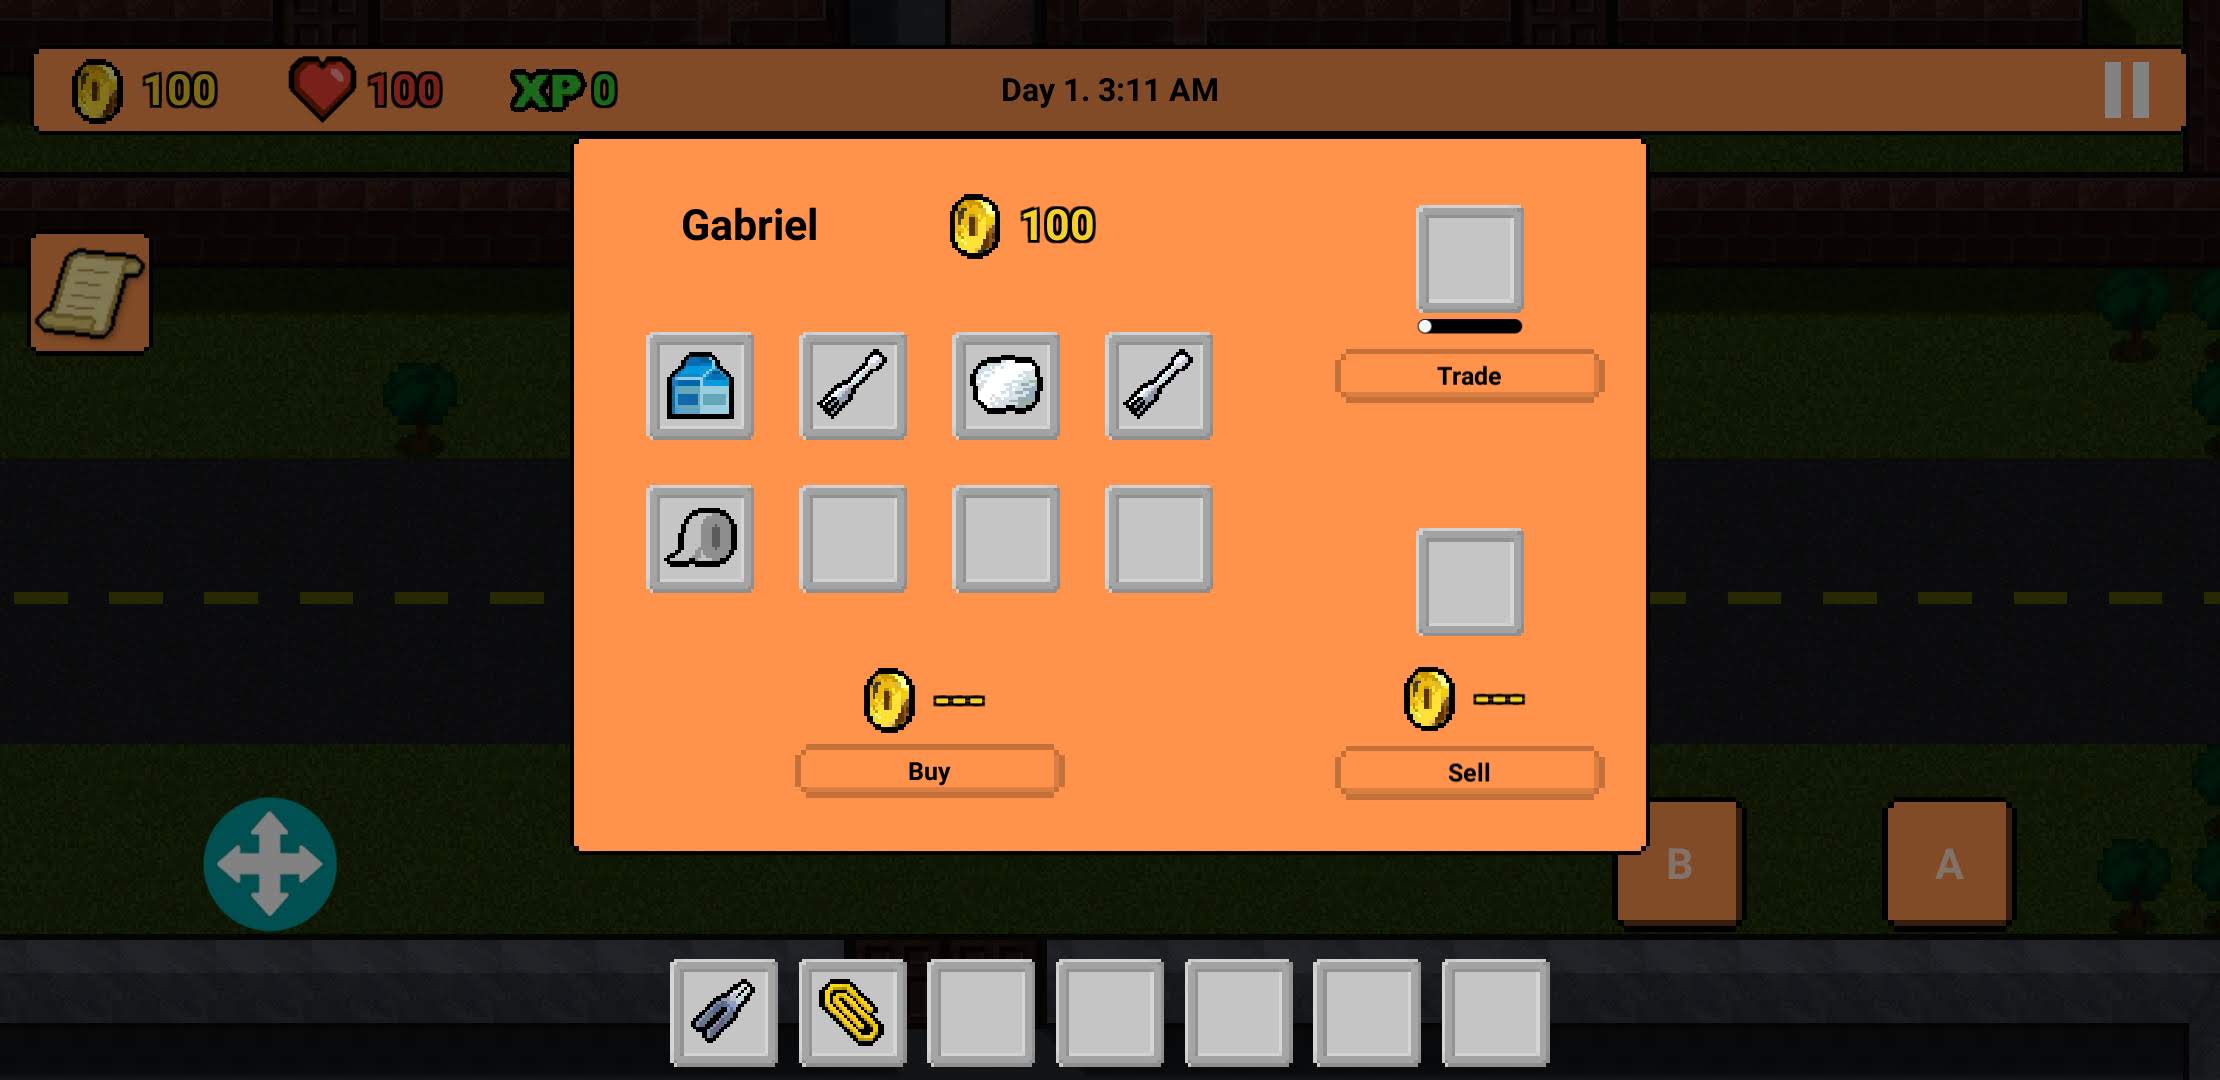 100
100
XP 0
Day 1. 3:11 AM
Gabriel
100
Trade
---
Buy
---
Sell
B
A